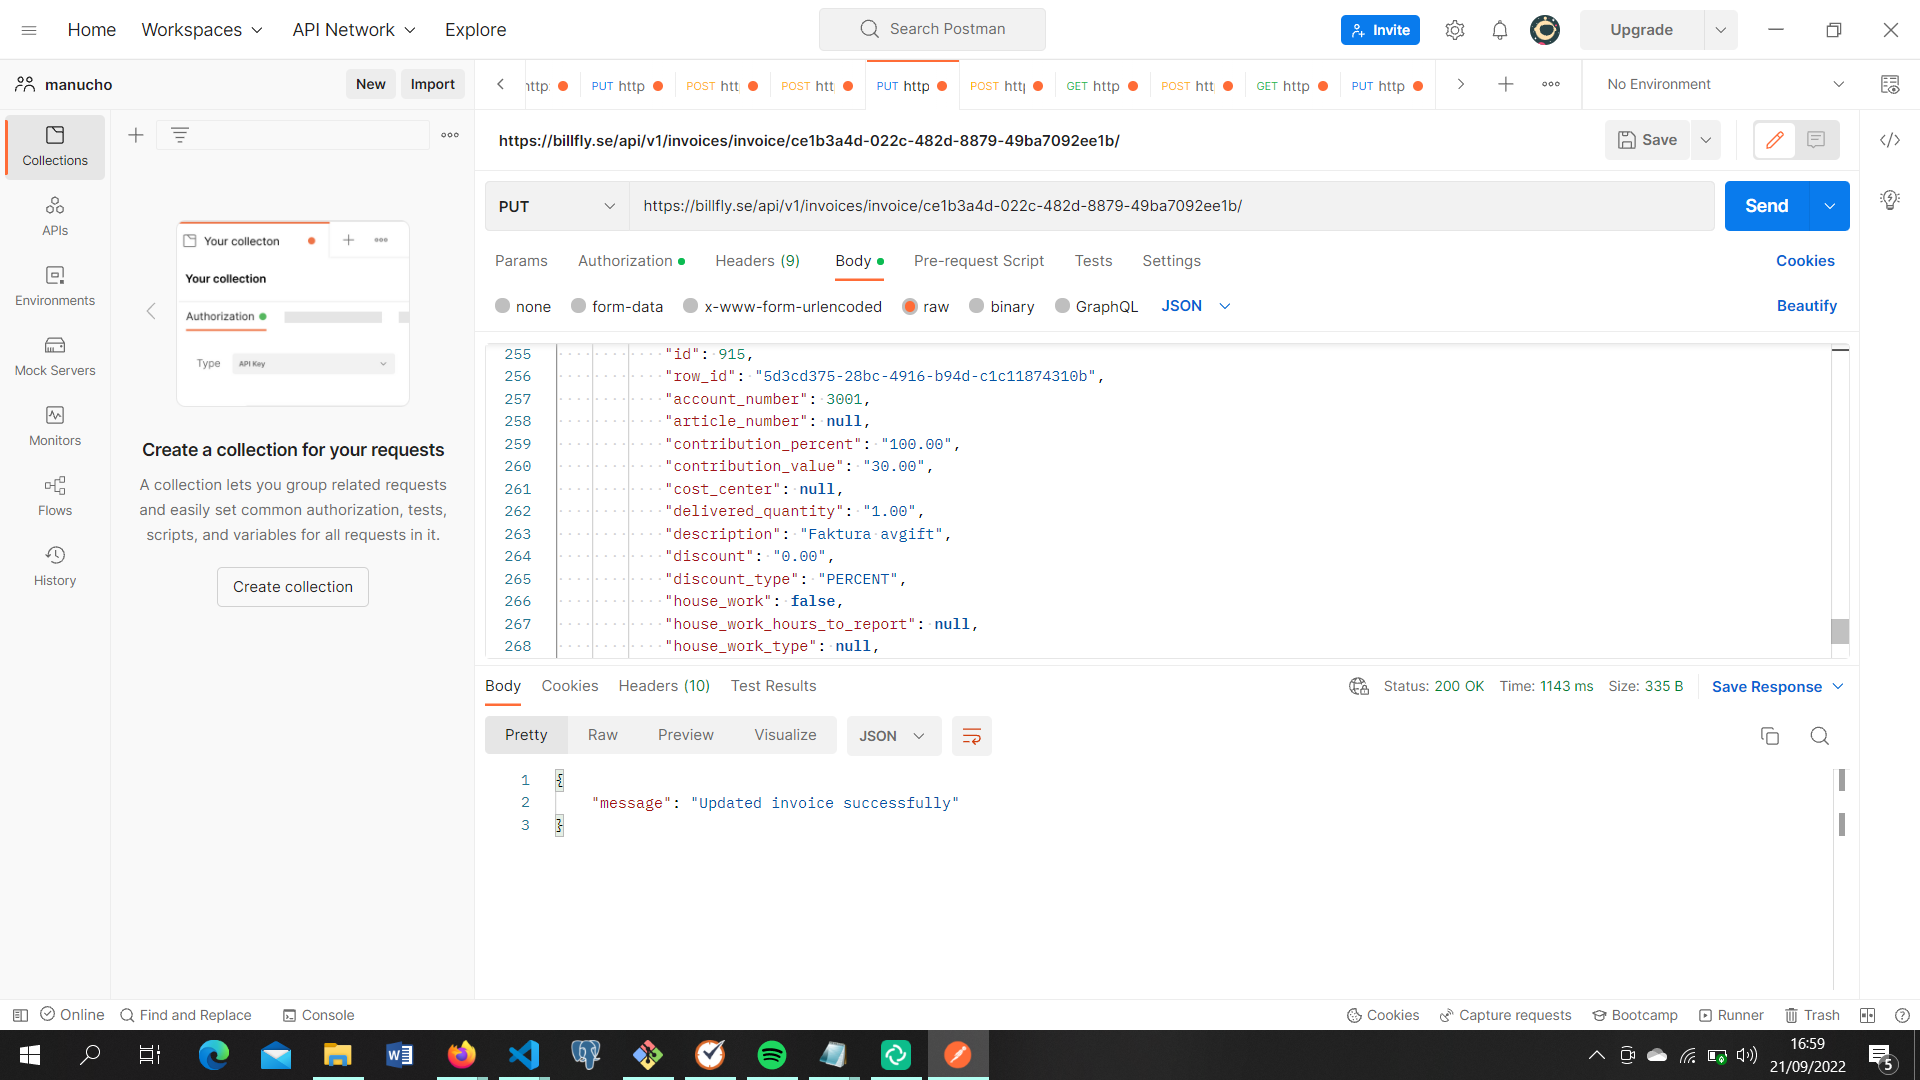 Home
Workspaces
API Network
Explore
Search Postman
Invite
Upgrade
manucho
New
Import
http
PUT http
POST htt
POST htt
PUT http
POST htt
GET http
POST htt
GET http
PUT http
No Environment
Collections
APIs
Environments
Mock Servers
Monitors
Flows
History
Your collecton
Your collection
Authorization
Type API Key
Create a collection for your requests
A collection lets you group related requests
and easily set common authorization, tests,
scripts, and variables for all requests in it.
Create collection
https://billfly.se/api/v1/invoices/invoice/ce1b3a4d-022c-482d-8879-49ba7092ee1b/
Save
PUT
https://billfly.se/api/v1/invoices/invoice/ce1b3a4d-022c-482d-8879-49ba7092ee1b/
Send
Params
Authorization
Headers (9)
Body
Pre-request Script
Tests
Settings
Cookies
none
form-data
x-www-form-urlencoded
raw
binary
GraphQL
JSON
Beautify
255 "id": 915,
256 "row_id": "5d3cd375-28bc-4916-b94d-c1c11874310b",
257 "account_number": 3001,
258 "article_number": null,
259 "contribution_percent": "100.00",
260 "contribution_value": "30.00",
261 "cost_center": null,
262 "delivered_quantity": "1.00",
263 "description": "Faktura avgift",
264 "discount": "0.00",
265 "discount_type": "PERCENT",
266 "house_work": false,
267 "house_work_hours_to_report": null,
268 "house_work_type": null,
Body
Cookies
Headers (10)
Test Results
Status: 200 OK
Time: 1143 ms
Size: 335 B
Save Response
Pretty
Raw
Preview
Visualize
JSON
1 {
2 "message": "Updated invoice successfully"
3 }
Online
Find and Replace
Console
Cookies
Capture requests
Bootcamp
Runner
Trash
16:59
21/09/2022
5